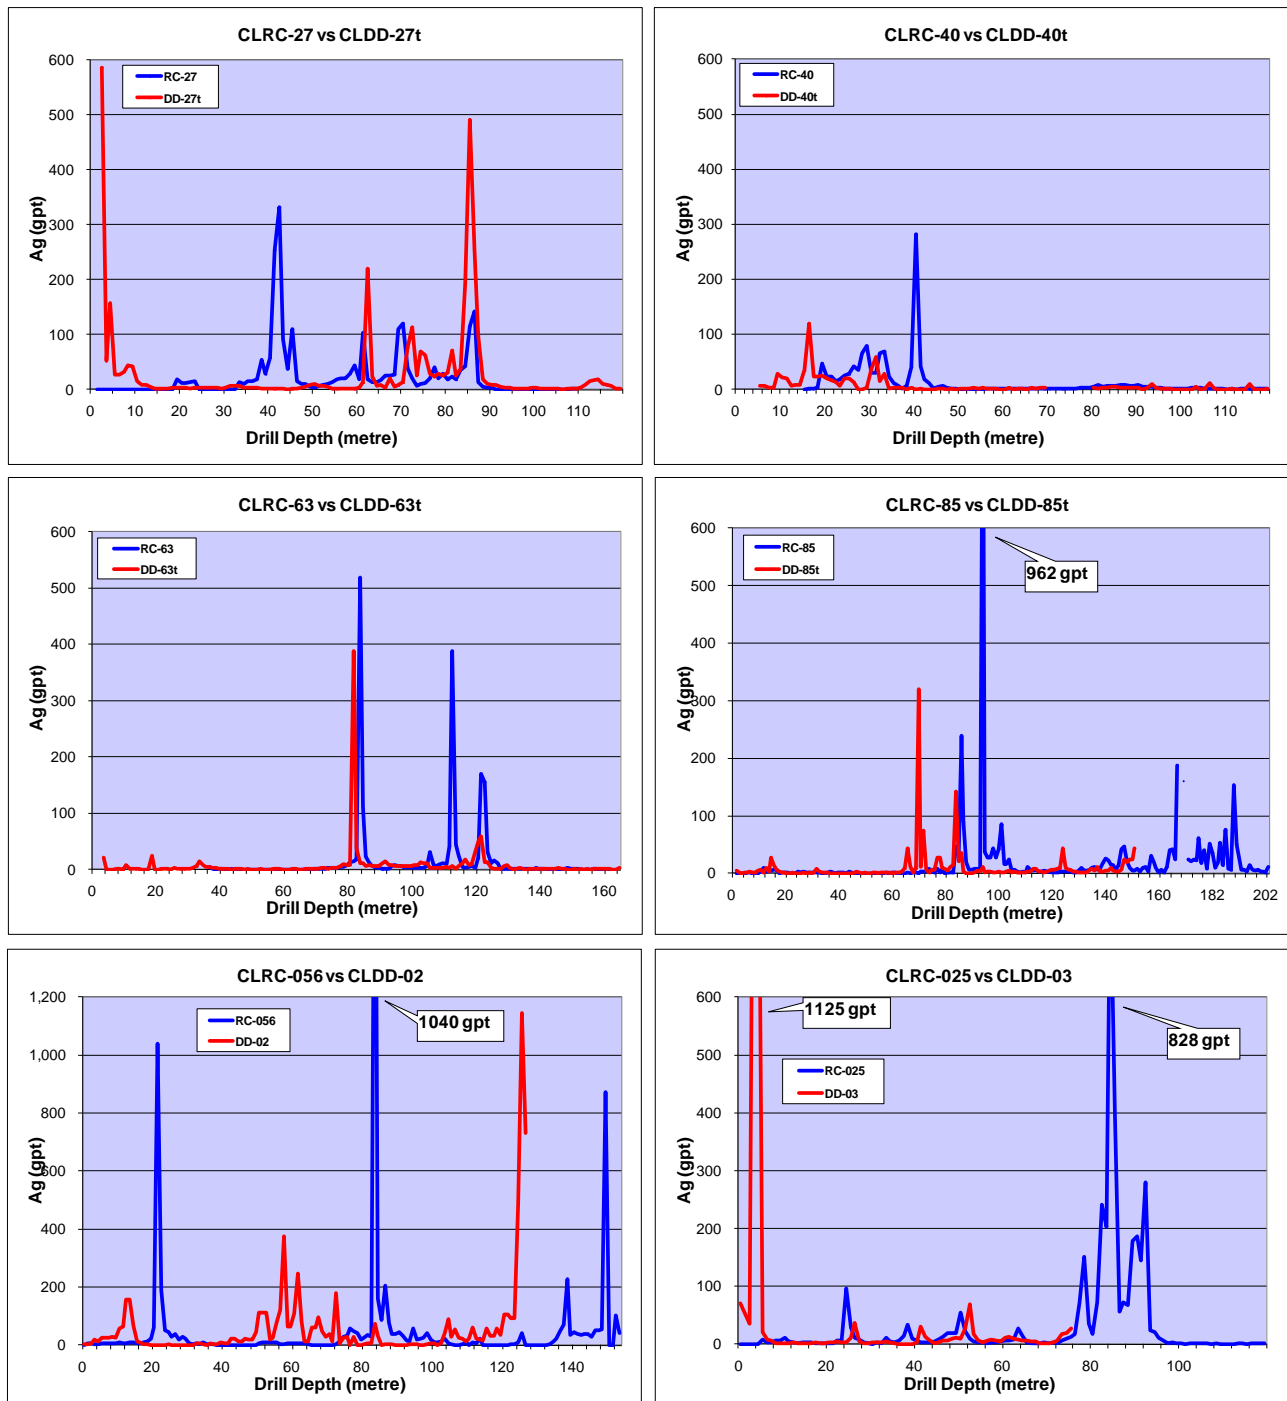 CLRC-27 vs CLDD-27t
600
500
400
300
200
100
0
Ag (gpt)
RC-27
DD-27t
0 10 20 30 40 50 60 70 80 90 100 110
Drill Depth (metre)
CLRC-40 vs CLDD-40t
600
500
400
300
200
100
0
Ag (gpt)
RC-40
DD-40t
0 10 20 30 40 50 60 70 80 90 100 110
Drill Depth (metre)
CLRC-63 vs CLDD-63t
600
500
400
300
200
100
0
Ag (gpt)
RC-63
DD-63t
0 20 40 60 80 100 120 140 160
Drill Depth (metre)
CLRC-85 vs CLDD-85t
600
500
400
300
200
100
0
Ag (gpt)
RC-85
DD-85t
962 gpt
0 20 40 60 80 100 120 140 160 182 202
Drill Depth (metre)
CLRC-056 vs CLDD-02
1,200
1,000
800
600
400
200
0
Ag (gpt)
RC-056
DD-02
1040 gpt
0 20 40 60 80 100 120 140
Drill Depth (metre)
CLRC-025 vs CLDD-03
600
500
400
300
200
100
0
Ag (gpt)
1125 gpt
828 gpt
RC-025
DD-03
0 20 40 60 80 100
Drill Depth (metre)